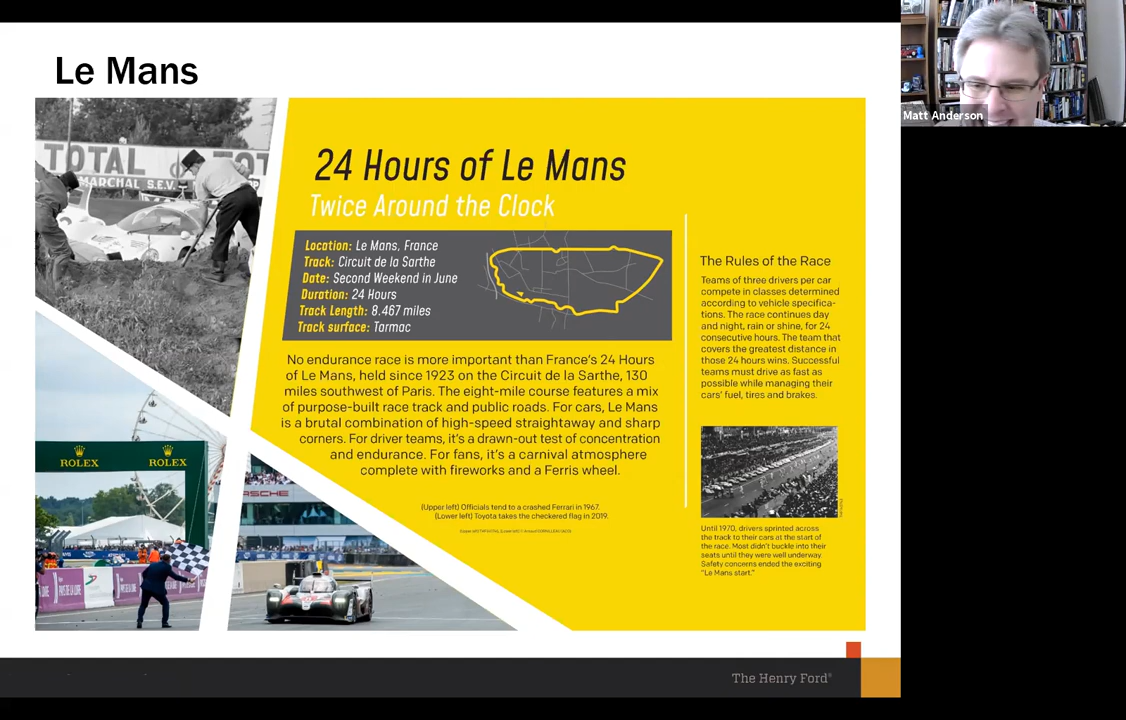 Le Mans
Matt Anderson
TOTAL
TOT
MARCHAL S.E.V.
24 Hours of Le Mans
Twice Around the Clock
Location: Le Mans, France
Track: Circuit de la Sarthe
Date: Second Weekend in June
Duration: 24 Hours
Track Length: 8.467 miles
Track surface: Tarmac
No endurance race is more important than France's 24 Hours
of Le Mans, held since 1923 on the Circuit de la Sarthe, 130
miles southwest of Paris. The eight-mile course features a mix
of purpose-built race track and public roads. For cars, Le Mans
is a brutal combination of high-speed straightaway and sharp
corners. For driver teams, it's a drawn-out test of concentration
and endurance. For fans, it's a carnival atmosphere
complete with fireworks and a Ferris wheel.
(Upper left) Officials tend to a crashed Ferrari in 1967.
(Lower left) Toyota takes the checkered flag in 2019.
The Rules of the Race
Teams of three drivers per car
compete in classes determined
according to vehicle specifica-
tions. The race continues day
and night, rain or shine, for 24
consecutive hours. The team that
covers the greatest distance in
those 24 hours wins. Successful
teams must drive as fast as
possible while managing their
cars' fuel, tires and brakes.
Until 1970, drivers sprinted across
the track to their cars at the start of
the race. Most didn't buckle into their
seats until they were well underway.
Safety concerns ended the exciting
"Le Mans start."
ROLEX
ROLEX
RSCHE
The Henry Ford®